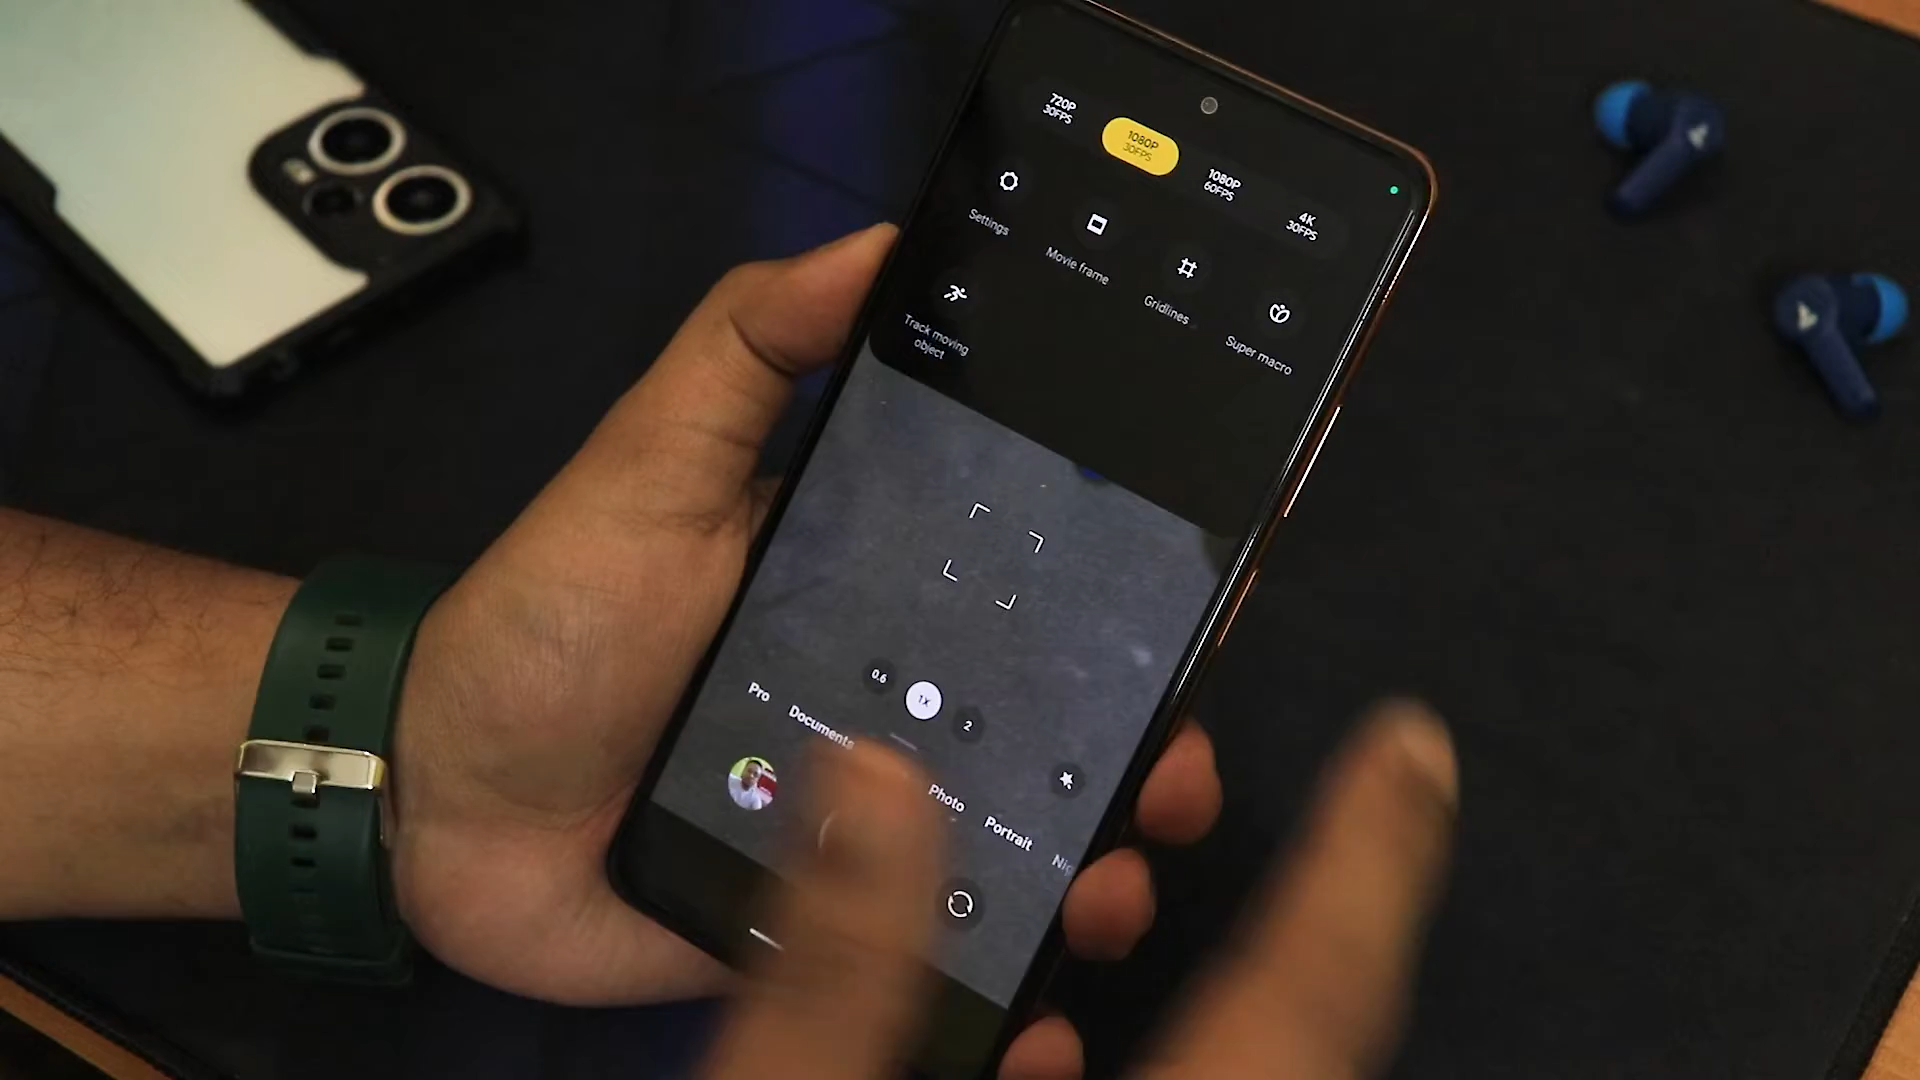 720P
30FPS
1080P
30FPS
1080P
60FPS
4K
30FPS
Settings
Movie frame
Gridlines
Super macro
Track moving
object
0.6
1X
2
Pro
Documents
Photo
Portrait
Nig